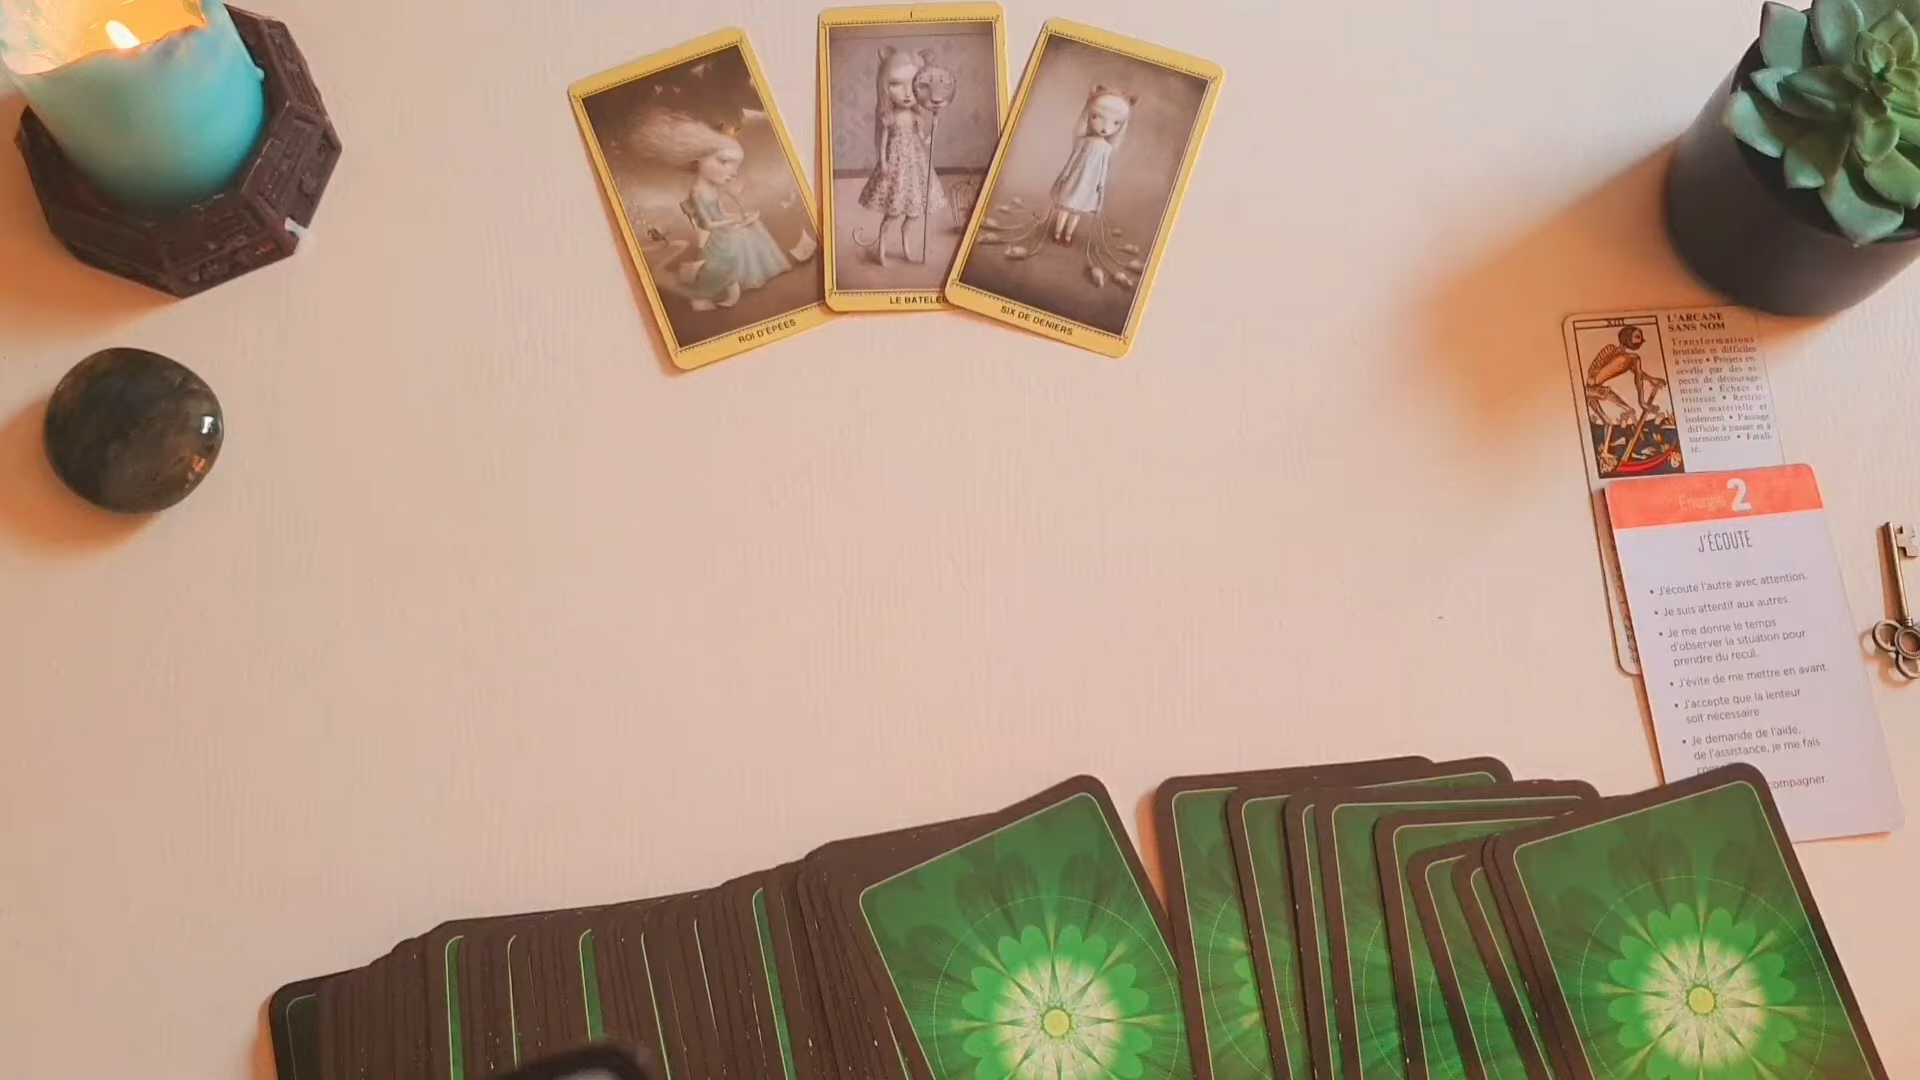 I
ROI D'EPÉES
LE BATELEU
SIX DE DENIERS
XIII
L'ARCANE
SANS NOM
Transformations
brutales et difficiles
à vivre • Projets en-
sevelis par des as-
pects de décourage-
ment • Échecs et
tristesse • Restric-
tion matérielle et
isolement • Passage
difficile à passer et à
surmonter • Fatali-
té.
Énergie 2
J'ÉCOUTE
• J'écoute l'autre avec attention.
• Je suis attentif aux autres.
• Je me donne le temps
d'observer la situation pour
prendre du recul.
• J'évite de me mettre en avant.
• J'accepte que la lenteur
soit nécessaire
• Je demande de l'aide,
de l'assistance, je me fais
compagner.